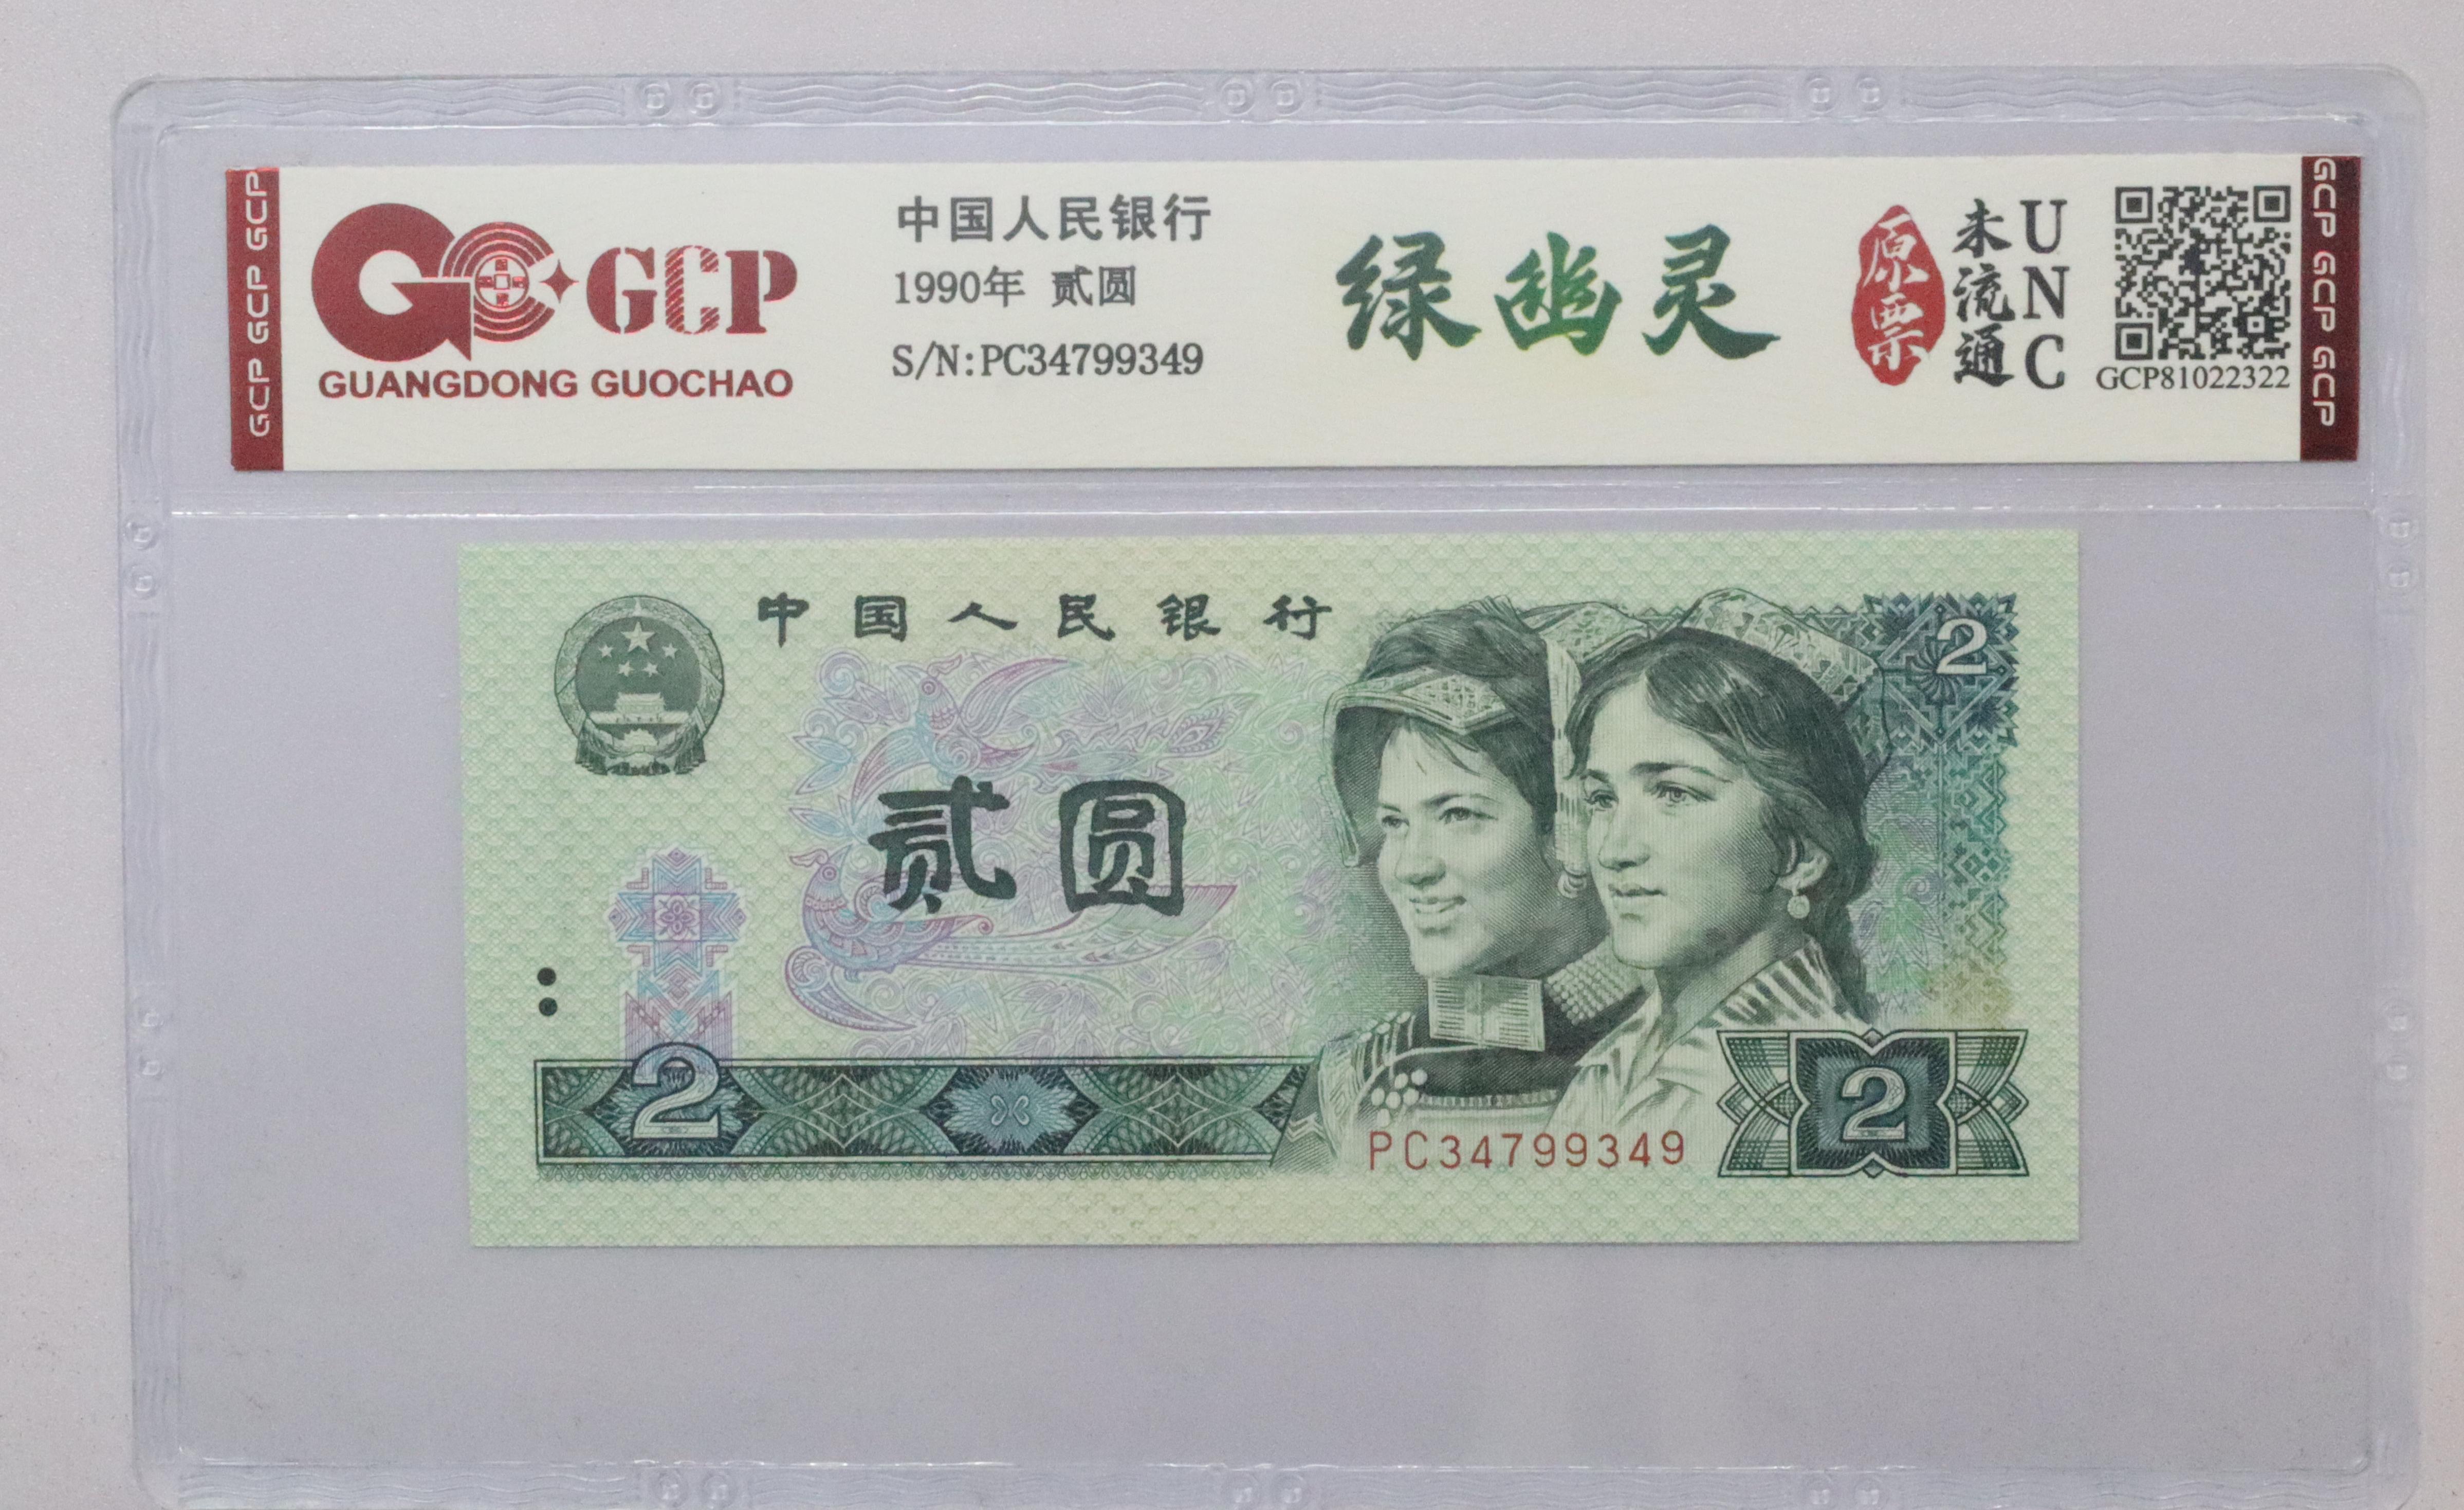 GCP GCP GCP
GCP
GUANGDONG GUOCHAO
中国人民银行
1990年 贰圆
S/N:PC34799349
绿幽灵
原票
未流通
UNC
GCP81022322
GCP GCP GCP
中国人民银行
2
贰圆
2
PC34799349
2